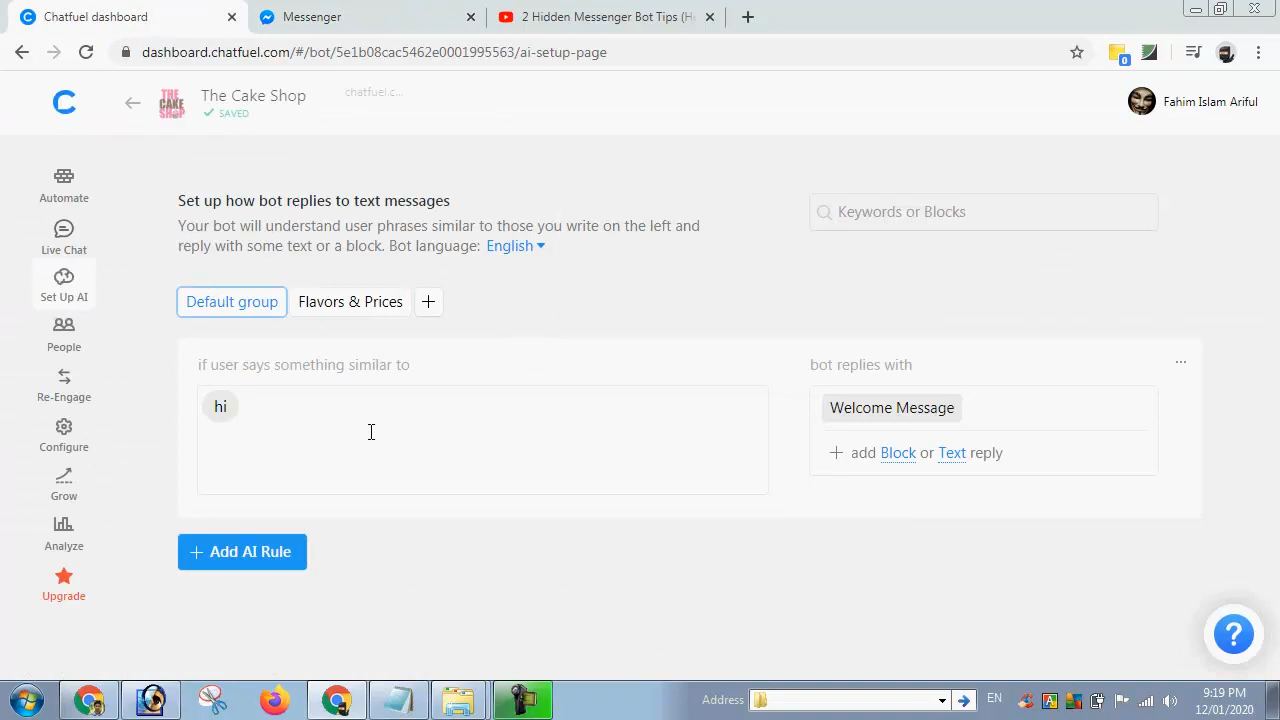 Chatfuel dashboard
Messenger
2 Hidden Messenger Bot Tips (H
dashboard.chatfuel.com/#/bot/5e1b08cac5462e0001995563/ai-setup-page
0
THE CAKE SHOP
The Cake Shop
SAVED
chatfuel.c...
Fahim Islam Ariful
Automate
Live Chat
Set Up AI
People
Re-Engage
Configure
Grow
Analyze
Upgrade
Set up how bot replies to text messages
Your bot will understand user phrases similar to those you write on the left and
reply with some text or a block. Bot language: English
Keywords or Blocks
Default group
Flavors & Prices
+
if user says something similar to
hi
bot replies with
...
Welcome Message
+ add Block or Text reply
+ Add AI Rule
?
Address
EN
9:19 PM
12/01/2020